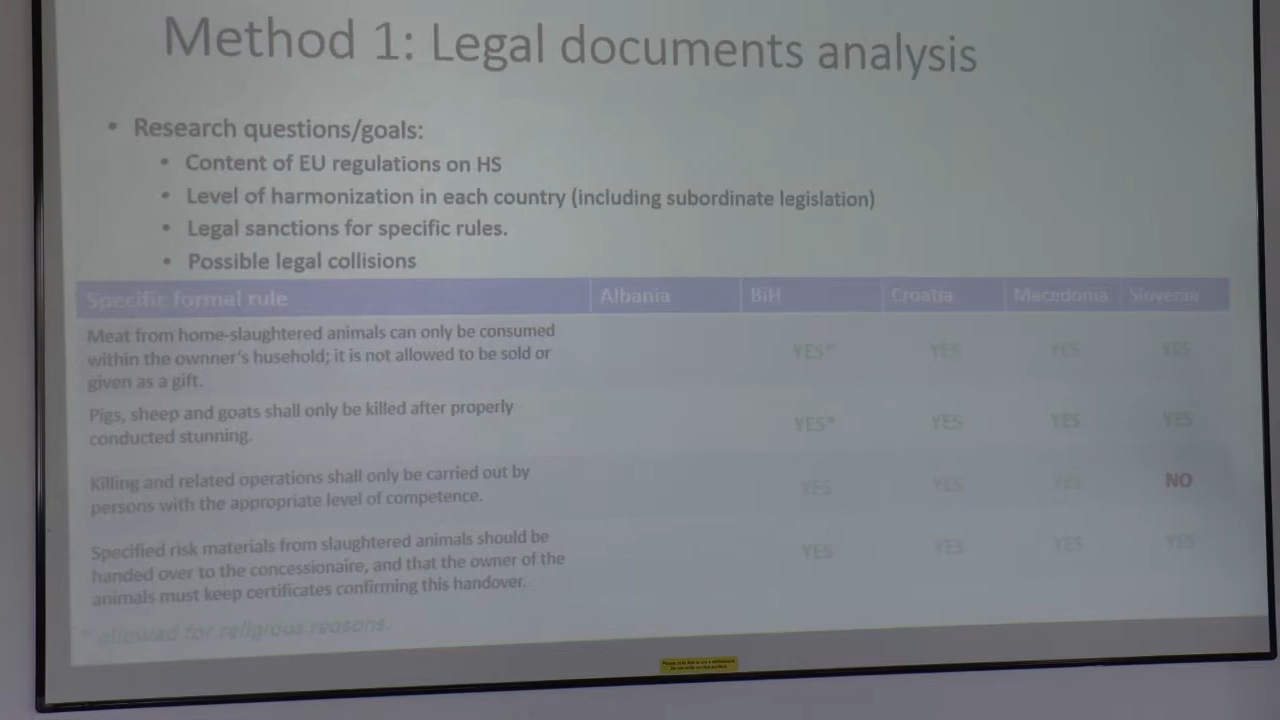 Method 1: Legal documents analysis
• Research questions/goals:
• Content of EU regulations on HS
• Level of harmonization in each country (including subordinate legislation)
• Legal sanctions for specific rules.
• Possible legal collisions
Specific formal rule Albania BiH Croatia Macedonia Slovenia
Meat from home-slaughtered animals can only be consumed
within the ownner's husehold; it is not allowed to be sold or
given as a gift.
YES* YES YES YES
Pigs, sheep and goats shall only be killed after properly
conducted stunning.
YES* YES YES YES
Killing and related operations shall only be carried out by
persons with the appropriate level of competence.
YES YES YES NO
Specified risk materials from slaughtered animals should be
handed over to the concessionaire, and that the owner of the
animals must keep certificates confirming this handover.
YES YES YES YES
* allowed for religious reasons.